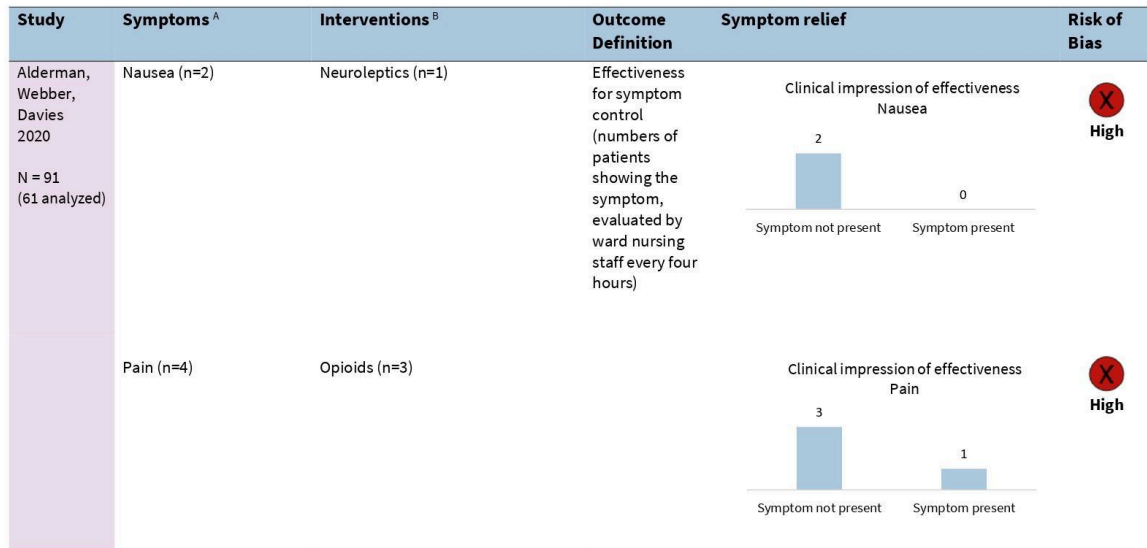 Study
Symptoms A
Interventions B
Outcome
Definition
Symptom relief
Risk of
Bias
Alderman,
Webber,
Davies
2020
N = 91
(61 analyzed)
Nausea (n=2)
Neuroleptics (n=1)
Effectiveness
for symptom
control
(numbers of
patients
showing the
symptom,
evaluated by
ward nursing
staff every four
hours)
Clinical impression of effectiveness
Nausea
2
0
Symptom not present
Symptom present
X
High
Pain (n=4)
Opioids (n=3)
Clinical impression of effectiveness
Pain
3
1
Symptom not present
Symptom present
X
High